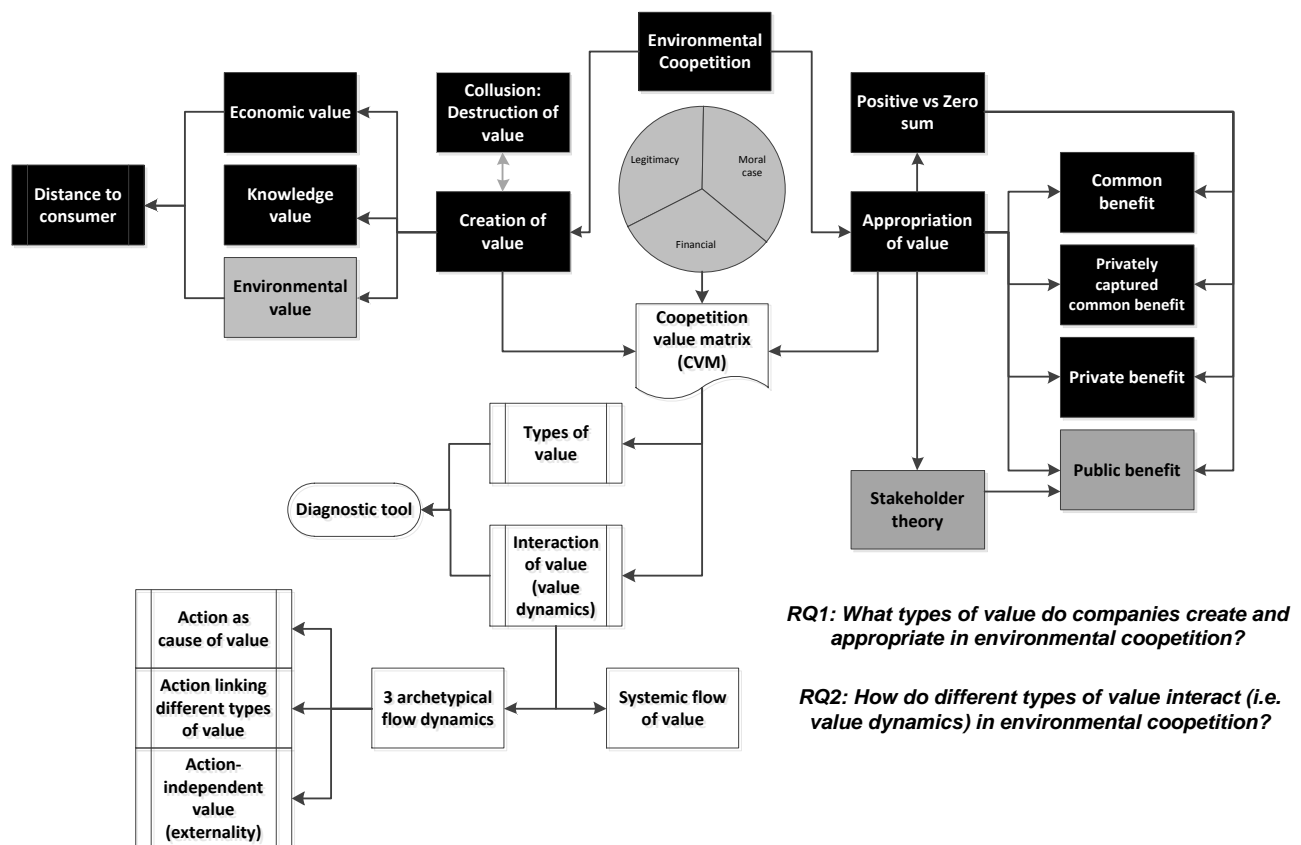 Environmental
Coopetition
Collusion:
Destruction of
value
Economic value
Positive vs Zero
sum
Legitimacy
Moral
case
Financial
Distance to
consumer
Knowledge
value
Creation of
value
Appropriation
of value
Common
benefit
Environmental
value
Privately
captured
common benefit
Coopetition
value matrix
(CVM)
Private benefit
Types of
value
Public benefit
Stakeholder
theory
Diagnostic tool
Interaction
of value
(value
dynamics)
Action as
cause of value
Action linking
different types
of value
Action-
independent
value
(externality)
3 archetypical
flow dynamics
Systemic flow
of value
RQ1: What types of value do companies create and
appropriate in environmental coopetition?
RQ2: How do different types of value interact (i.e.
value dynamics) in environmental coopetition?